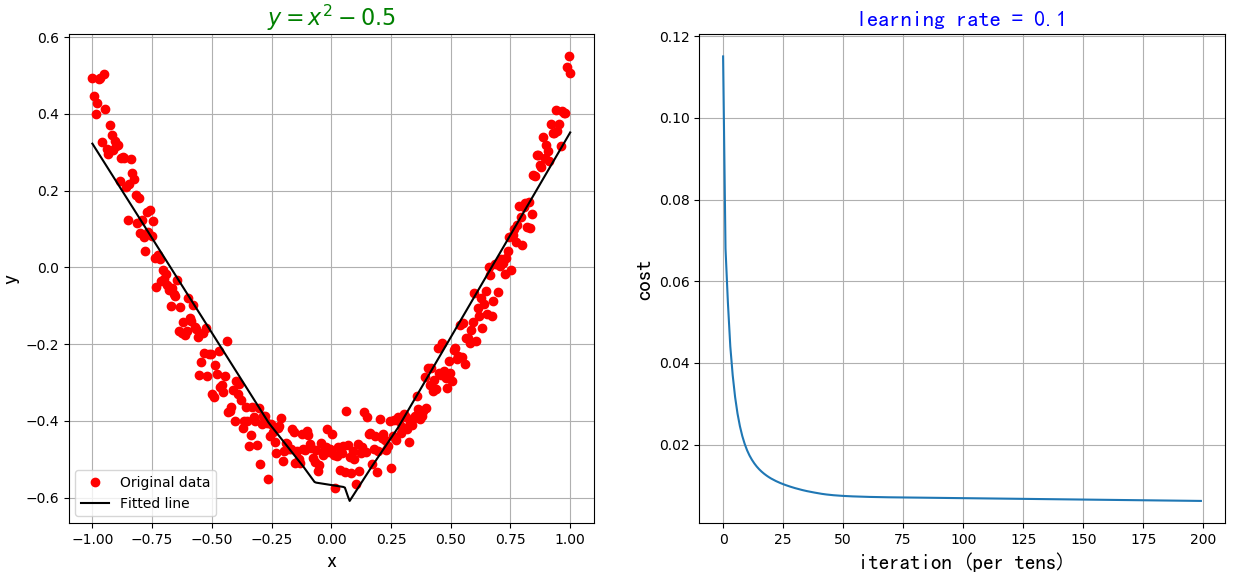 y = x² − 0.5
0.6
0.4
0.2
0.0
−0.2
−0.4
−0.6
y
Original data
Fitted line
−1.00 −0.75 −0.50 −0.25 0.00 0.25 0.50 0.75 1.00
x
learning rate = 0.1
0.12
0.10
0.08
0.06
0.04
0.02
cost
0 25 50 75 100 125 150 175 200
iteration (per tens)